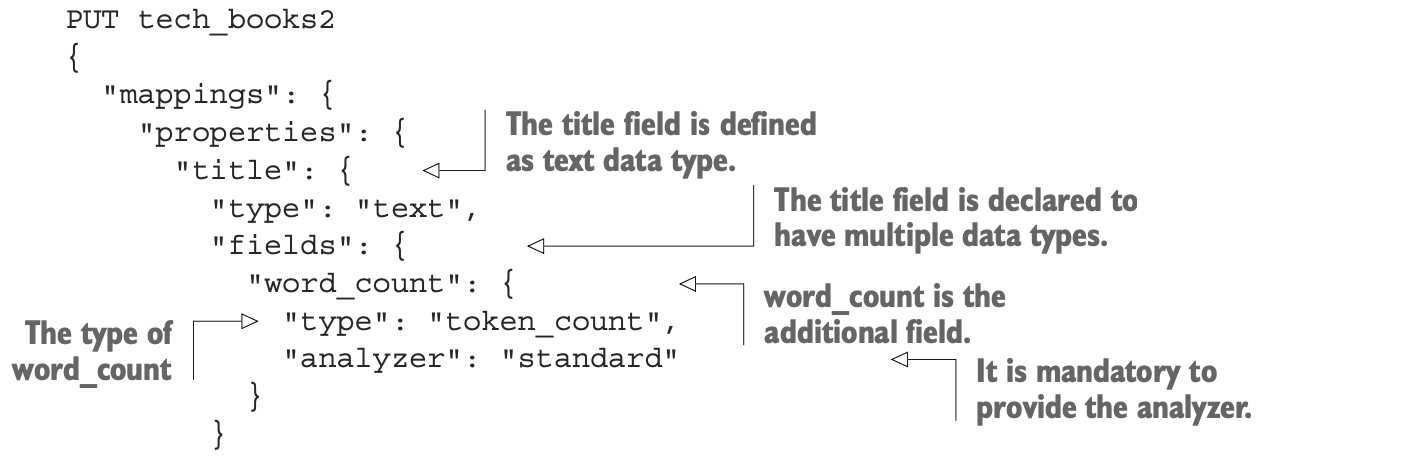 PUT tech_books2
{
"mappings": {
"properties": {
"title": {
"type": "text",
"fields": {
"word_count": {
"type": "token_count",
"analyzer": "standard"
}
}
The title field is defined
as text data type.
The title field is declared to
have multiple data types.
word_count is the
additional field.
The type of
word_count
It is mandatory to
provide the analyzer.